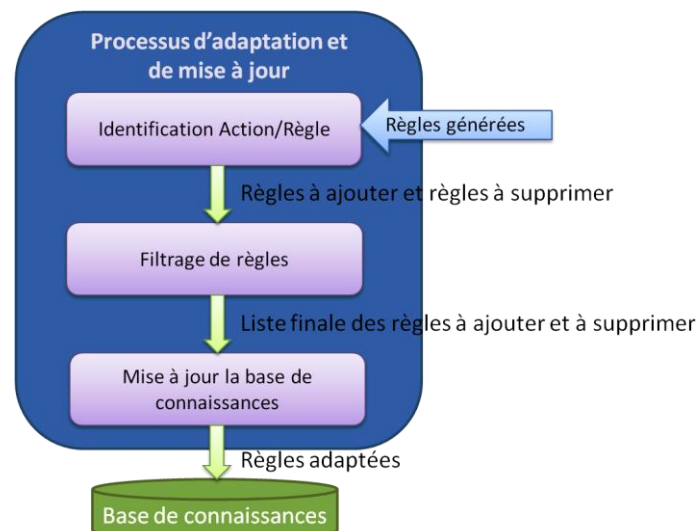 Processus d'adaptation et
de mise à jour
Identification Action/Règle
Règles générées
Règles à ajouter et règles à supprimer
Filtrage de règles
Liste finale des règles à ajouter et à supprimer
Mise à jour la base de
connaissances
Règles adaptées
Base de connaissances